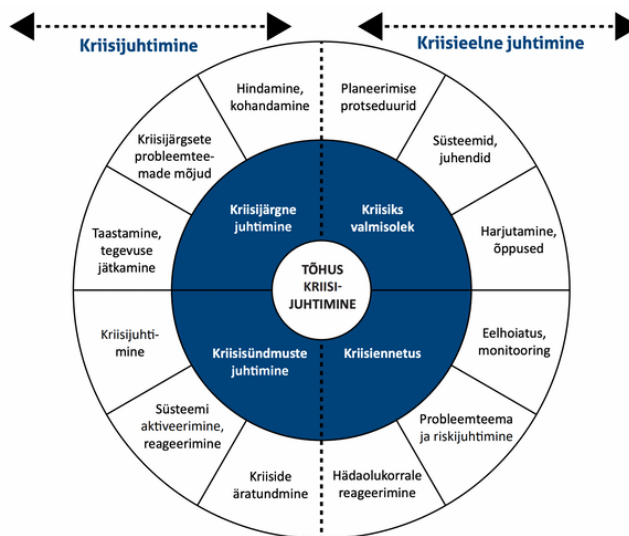 Kriisijuhtimine
Kriisieelne juhtimine
Hindamine,
kohandamine
Planeerimise
protseduurid
Kriisijärgsete
probleemtee-
made mõjud
Süsteemid,
juhendid
Taastamine,
tegevuse
jätkamine
Kriisijärgne
juhtimine
Kriisiks
valmisolek
Harjutamine,
õppused
TÕHUS
KRIISI-
JUHTIMINE
Kriisijuhti-
mine
Kriisisündmuste
juhtimine
Kriisiennetus
Eelhoiatus,
monitooring
Süsteemi
aktiveerimine,
reageerimine
Probleemteema
ja riskijuhtimine
Kriiside
äratundmine
Hädaolukorrale
reageerimine